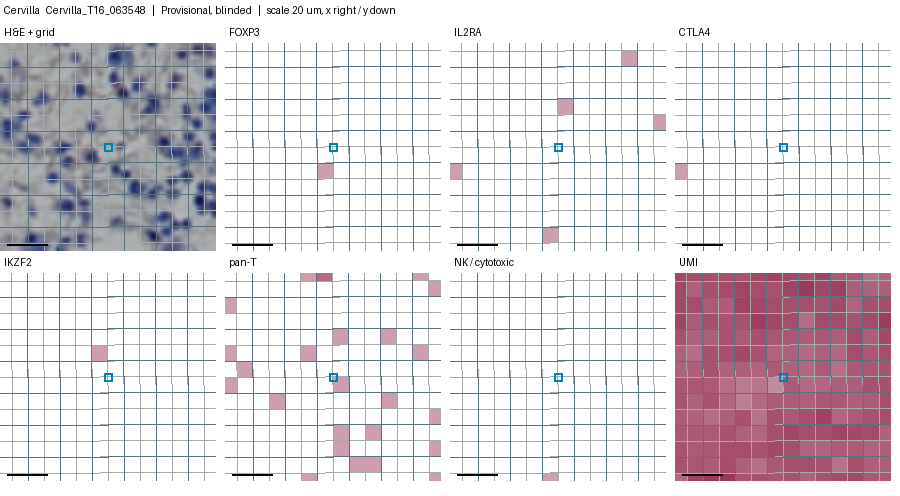 Cervilla Cervilla_T16_063548 | Provisional, blinded | scale 20 um, x right / y down
H&E + grid
FOXP3
IL2RA
CTLA4
IKZF2
pan-T
NK / cytotoxic
UMI